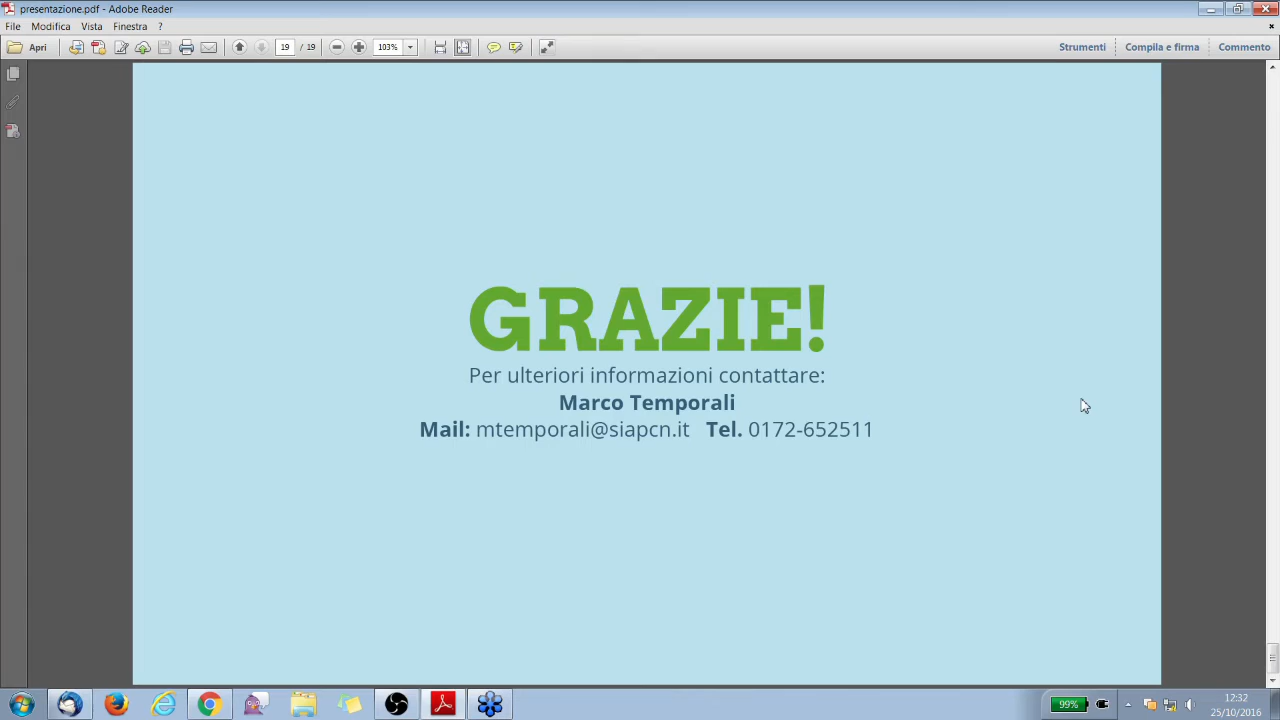 presentazione.pdf - Adobe Reader
File Modifica Vista Finestra ?
Apri 19 / 19 103% Strumenti Compila e firma Commento
GRAZIE!
Per ulteriori informazioni contattare:
Marco Temporali
Mail: mtemporali@siapcn.it Tel. 0172-652511
99% 12:32
25/10/2016